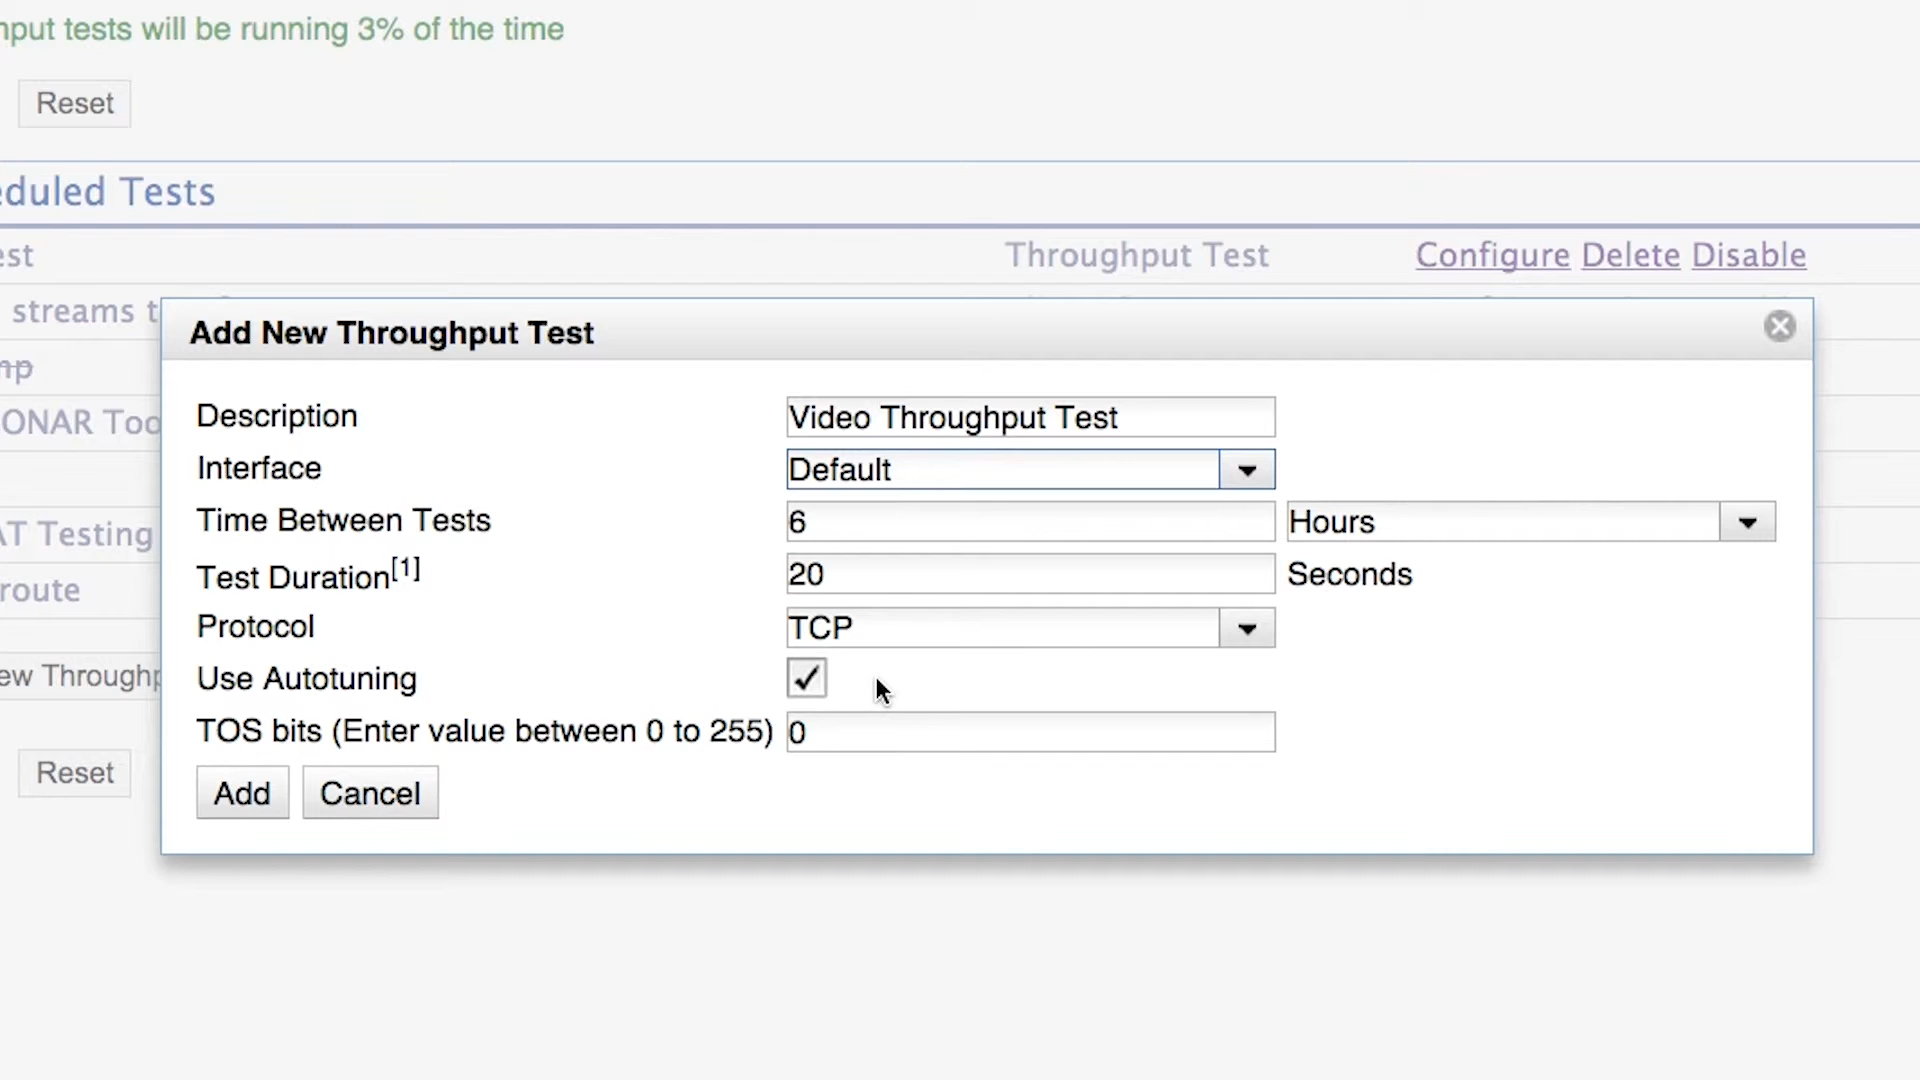 nput tests will be running 3% of the time
Reset
eduled Tests
est Throughput Test Configure Delete Disable
streams t
Add New Throughput Test
mp
Description Video Throughput Test
ONAR Too
Interface Default
Time Between Tests 6 Hours
AT Testing
Test Duration[1] 20 Seconds
route
Protocol TCP
ew Throughp
Use Autotuning
TOS bits (Enter value between 0 to 255) 0
Reset
Add Cancel